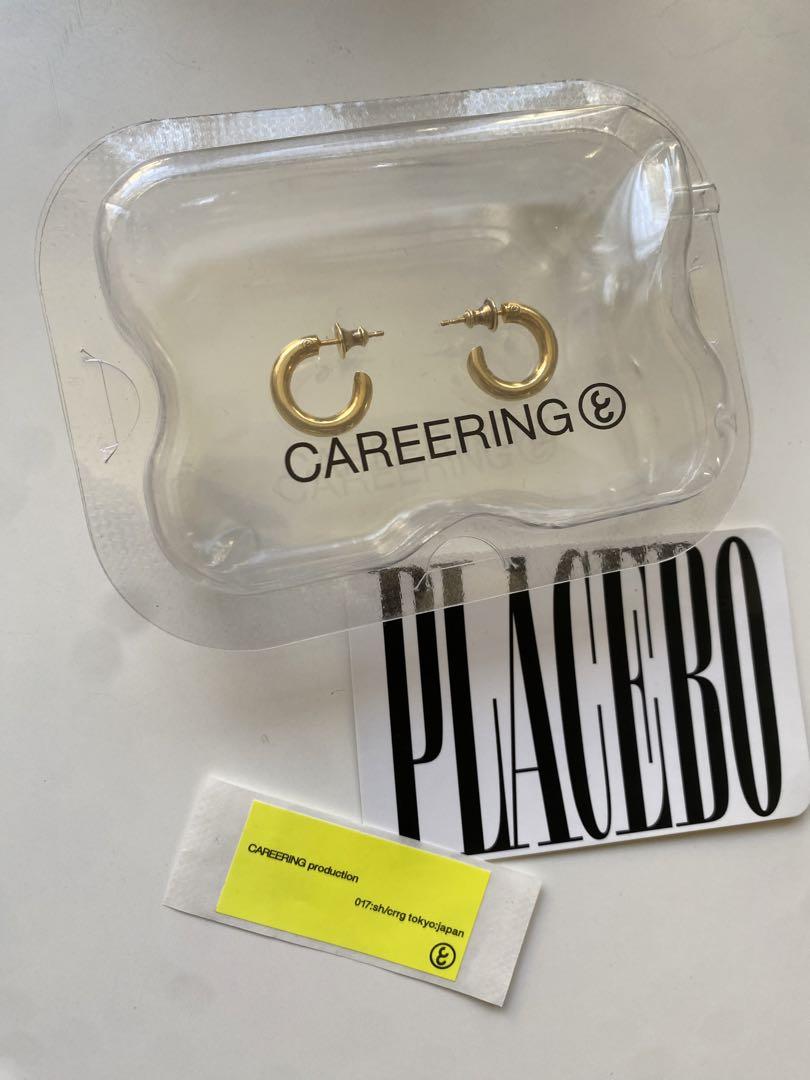 CAREERING
PLACEBO
CAREERING production
017:sh/crrg tokyo:japan